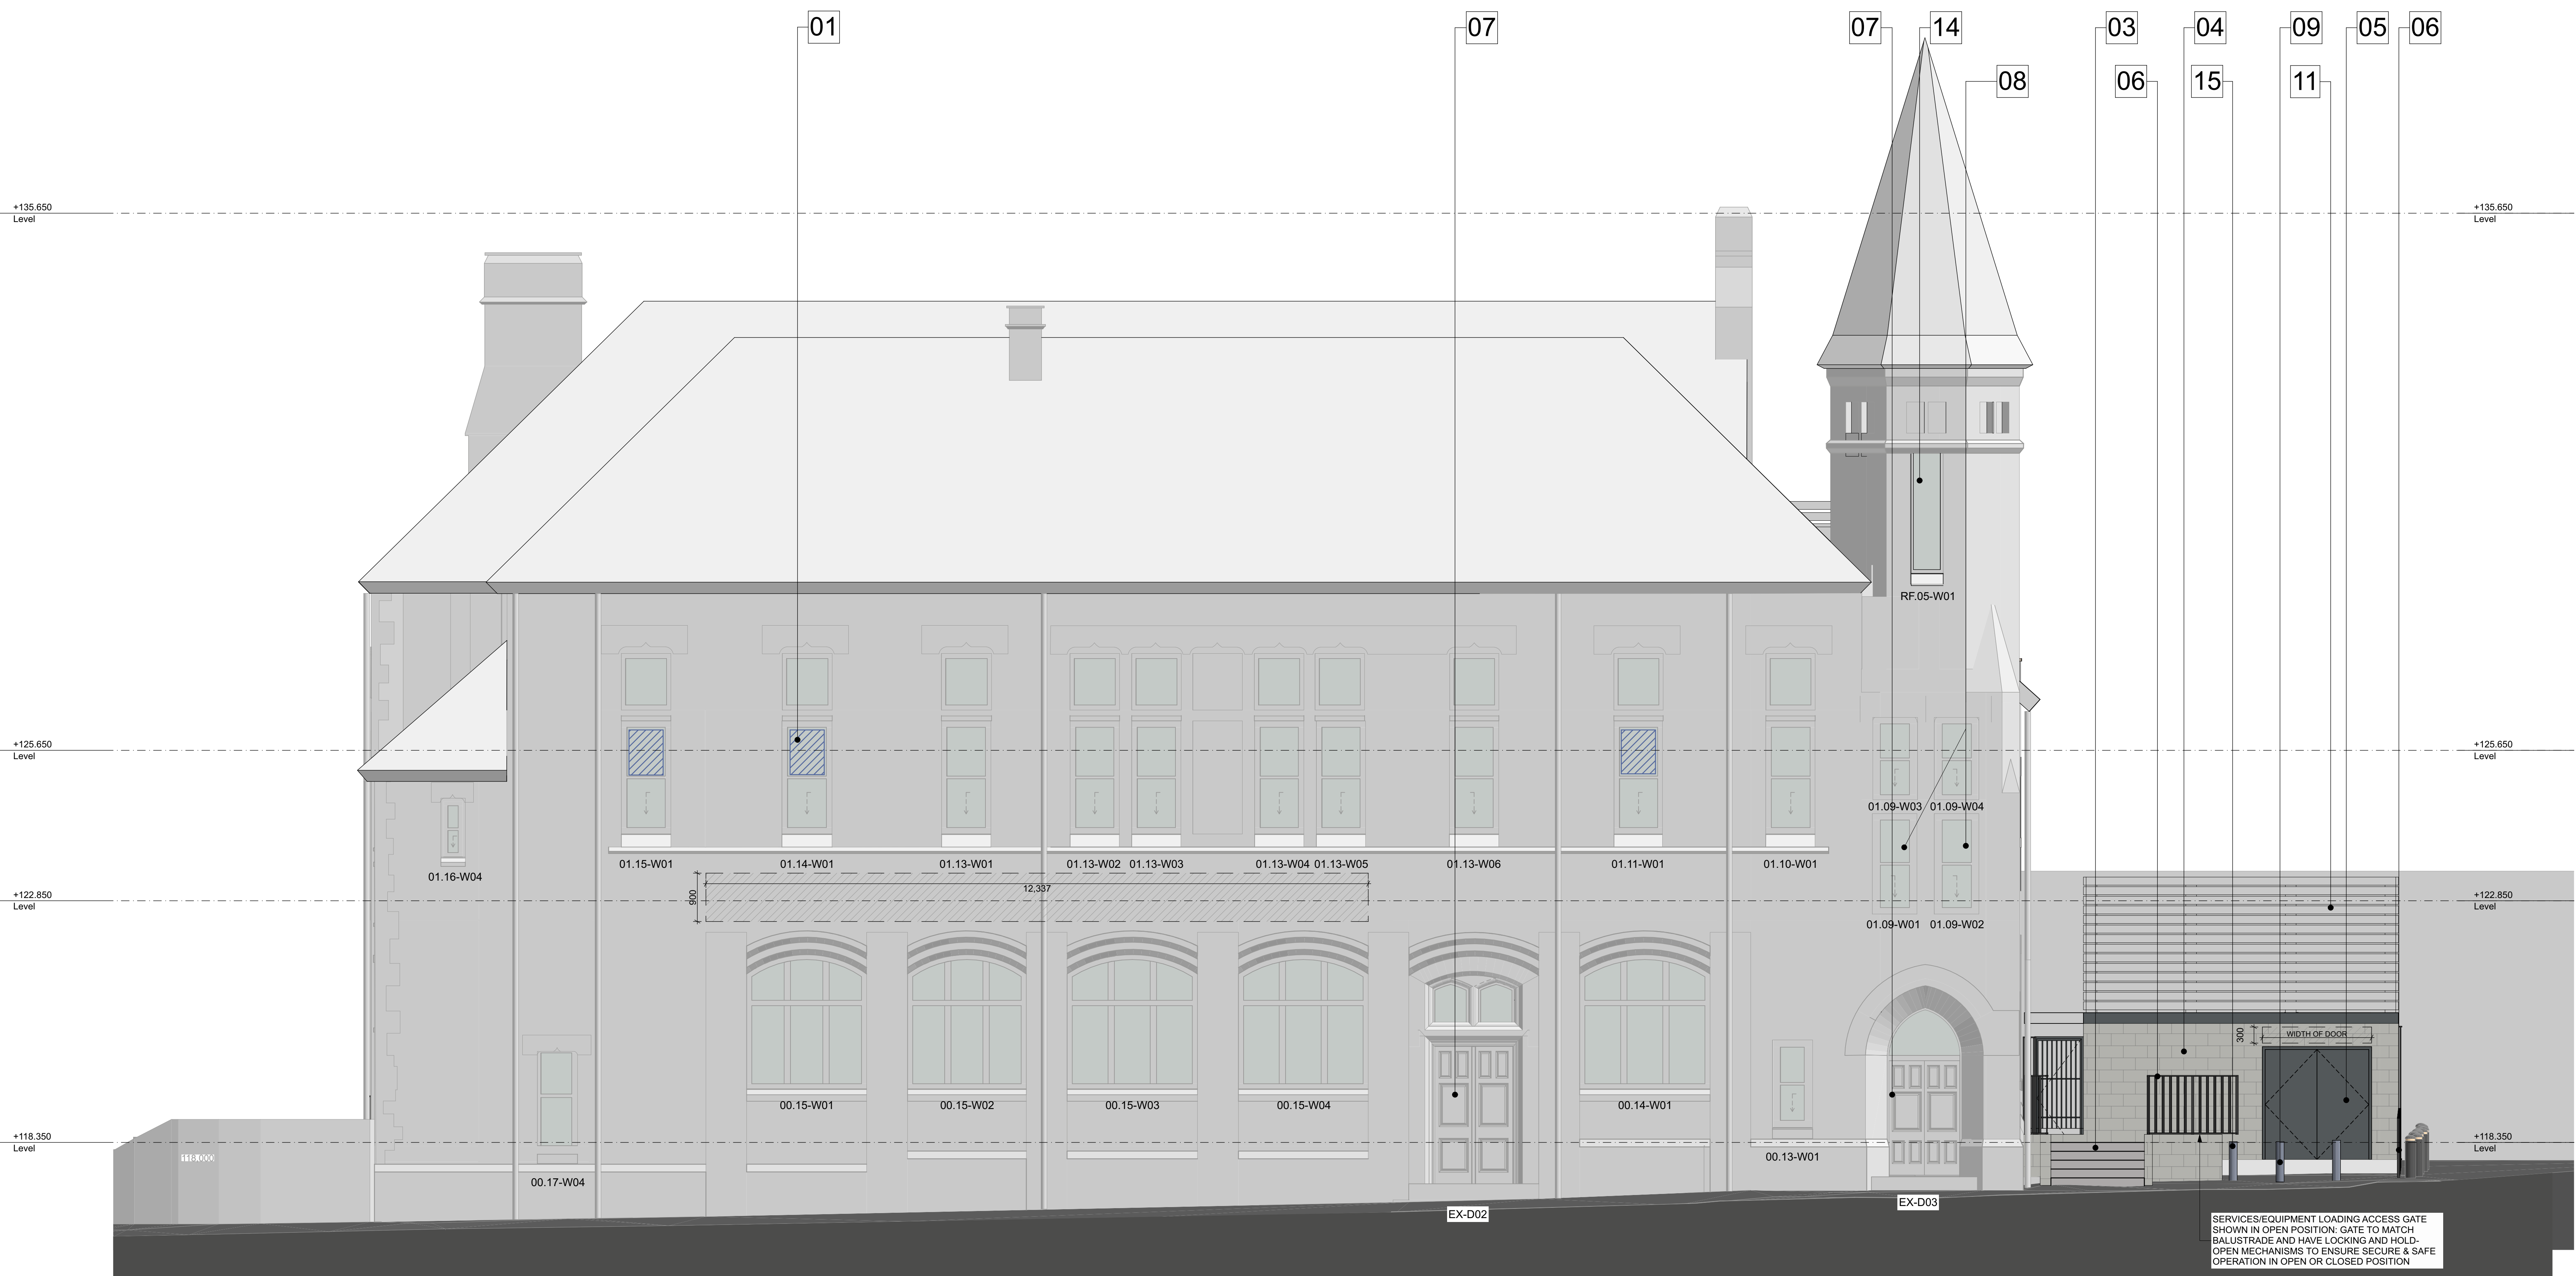 01
07
07
14
03
04
09
05
06
08
06
15
11
+135.650
Level
+135.650
Level
RF.05-W01
+125.650
Level
+125.650
Level
01.09-W03 01.09-W04
01.15-W01
01.14-W01
01.13-W01
01.13-W02 01.13-W03
01.13-W04 01.13-W05
01.13-W06
01.11-W01
01.10-W01
01.16-W04
900
12,337
+122.850
Level
+122.850
Level
01.09-W01 01.09-W02
300
WIDTH OF DOOR
00.15-W01
00.15-W02
00.15-W03
00.15-W04
00.14-W01
+118.350
Level
+118.350
Level
118.000
00.13-W01
00.17-W04
EX-D02
EX-D03
SERVICES/EQUIPMENT LOADING ACCESS GATE
SHOWN IN OPEN POSITION: GATE TO MATCH
BALUSTRADE AND HAVE LOCKING AND HOLD-
OPEN MECHANISMS TO ENSURE SECURE & SAFE
OPERATION IN OPEN OR CLOSED POSITION